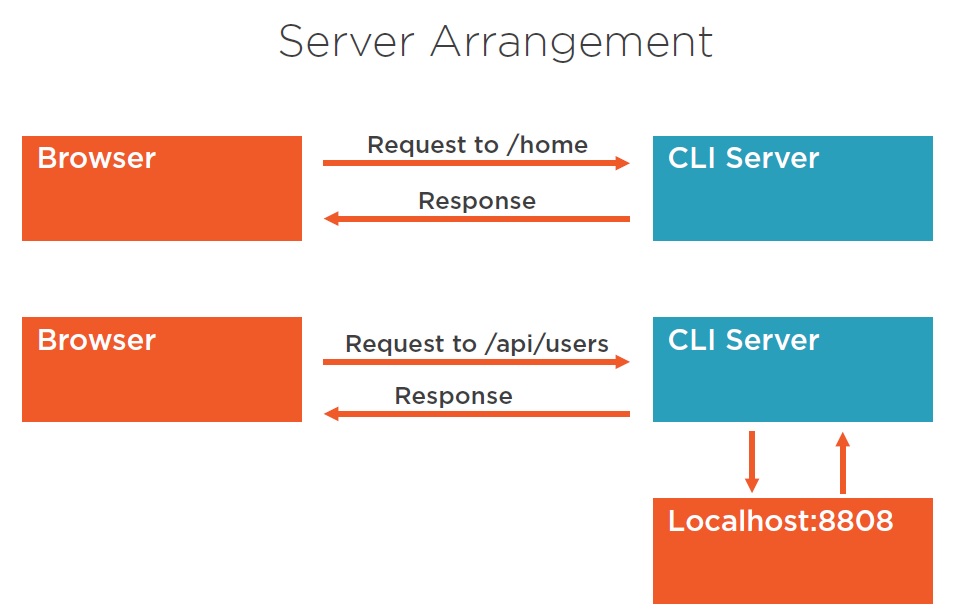 Server Arrangement
Browser
Request to /home
Response
CLI Server
Browser
Request to /api/users
Response
CLI Server
Localhost:8808